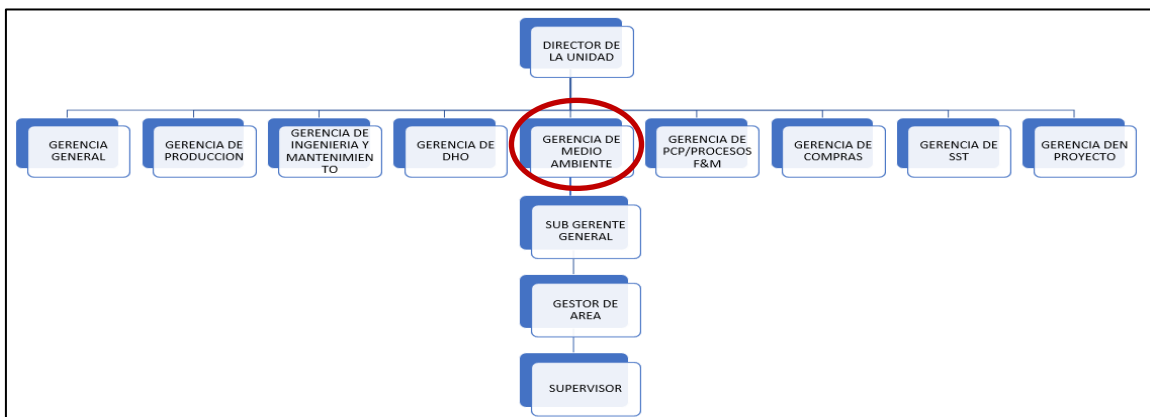 DIRECTOR DE
LA UNIDAD
GERENCIA
GENERAL
GERENCIA DE
PRODUCCION
GERENCIA DE
INGENIERIA Y
MANTENIMIEN
TO
GERENCIA DE
DHO
GERENCIA DE
MEDIO
AMBIENTE
GERENCIA DE
PCP/PROCESOS
F&M
GERENCIA DE
COMPRAS
GERENCIA DE
SST
GERENCIA DEN
PROYECTO
SUB GERENTE
GENERAL
GESTOR DE
AREA
SUPERVISOR